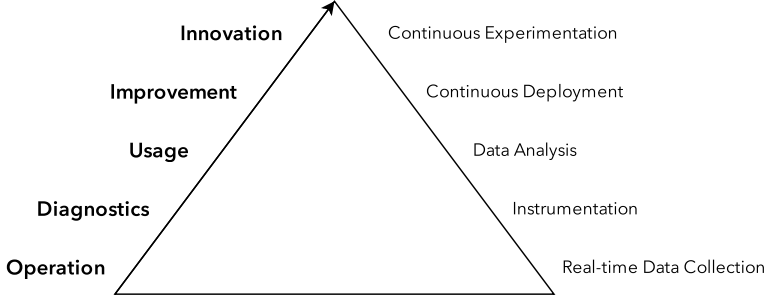 Innovation
Continuous Experimentation
Improvement
Continuous Deployment
Usage
Data Analysis
Diagnostics
Instrumentation
Operation
Real-time Data Collection